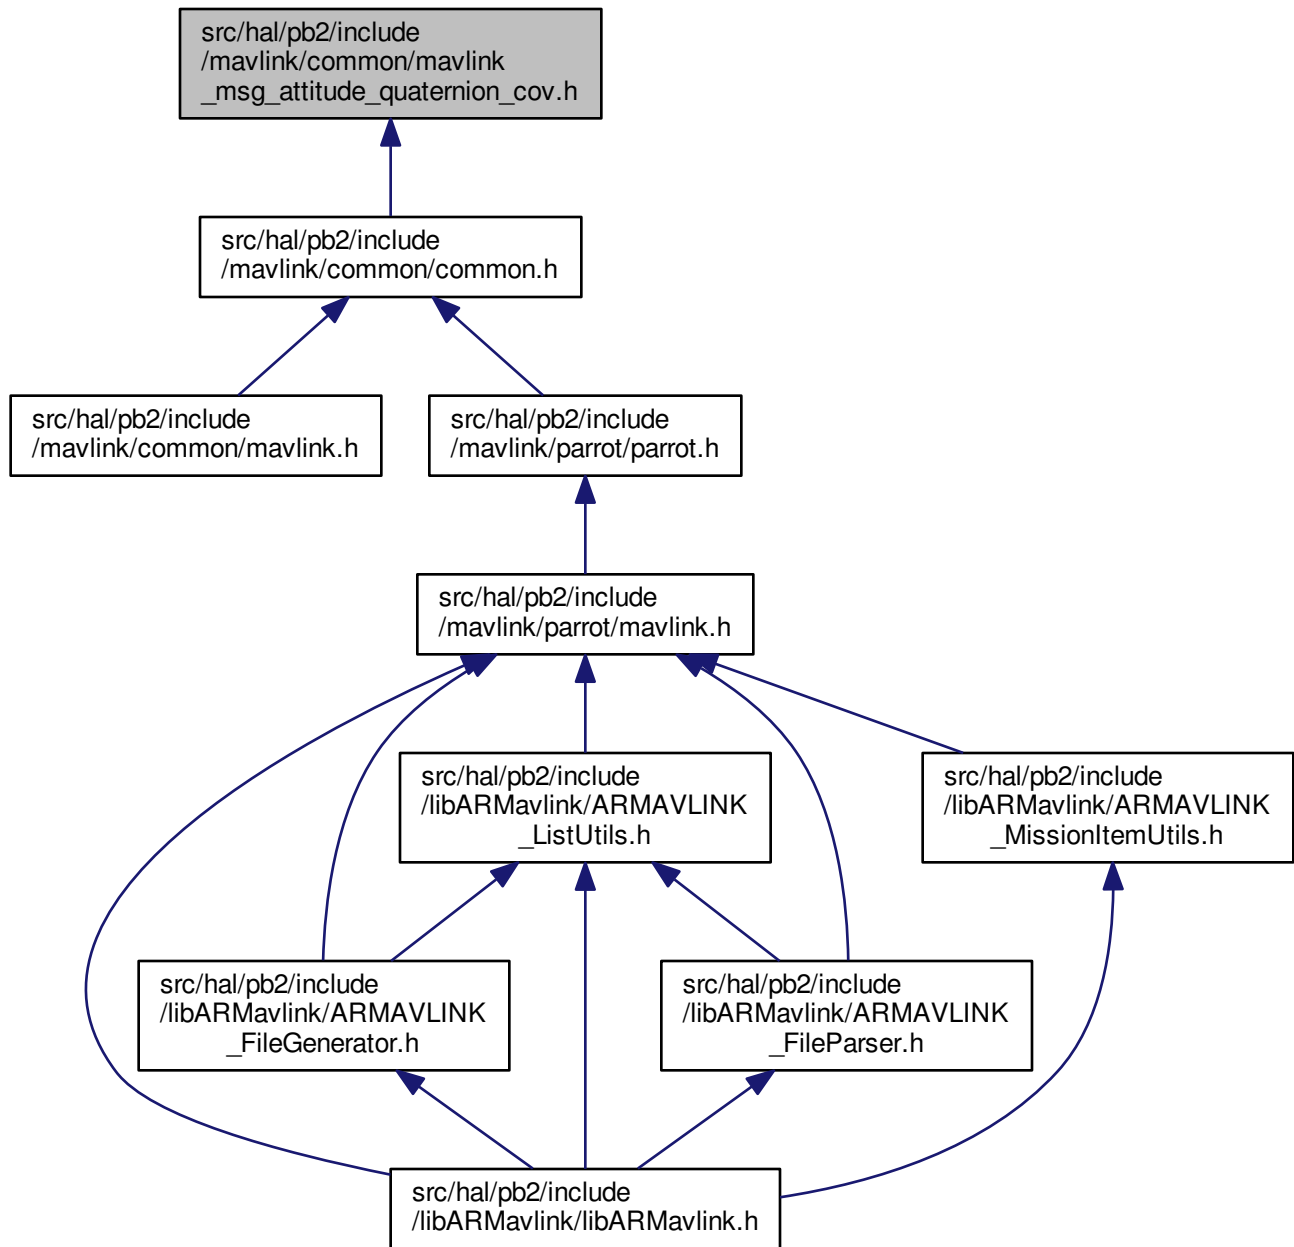 src/hal/pb2/include
/mavlink/common/mavlink
_msg_attitude_quaternion_cov.h
src/hal/pb2/include
/mavlink/common/common.h
src/hal/pb2/include
/mavlink/common/mavlink.h
src/hal/pb2/include
/mavlink/parrot/parrot.h
src/hal/pb2/include
/mavlink/parrot/mavlink.h
src/hal/pb2/include
/libARMavlink/ARMAVLINK
_ListUtils.h
src/hal/pb2/include
/libARMavlink/ARMAVLINK
_MissionItemUtils.h
src/hal/pb2/include
/libARMavlink/ARMAVLINK
_FileGenerator.h
src/hal/pb2/include
/libARMavlink/ARMAVLINK
_FileParser.h
src/hal/pb2/include
/libARMavlink/libARMavlink.h